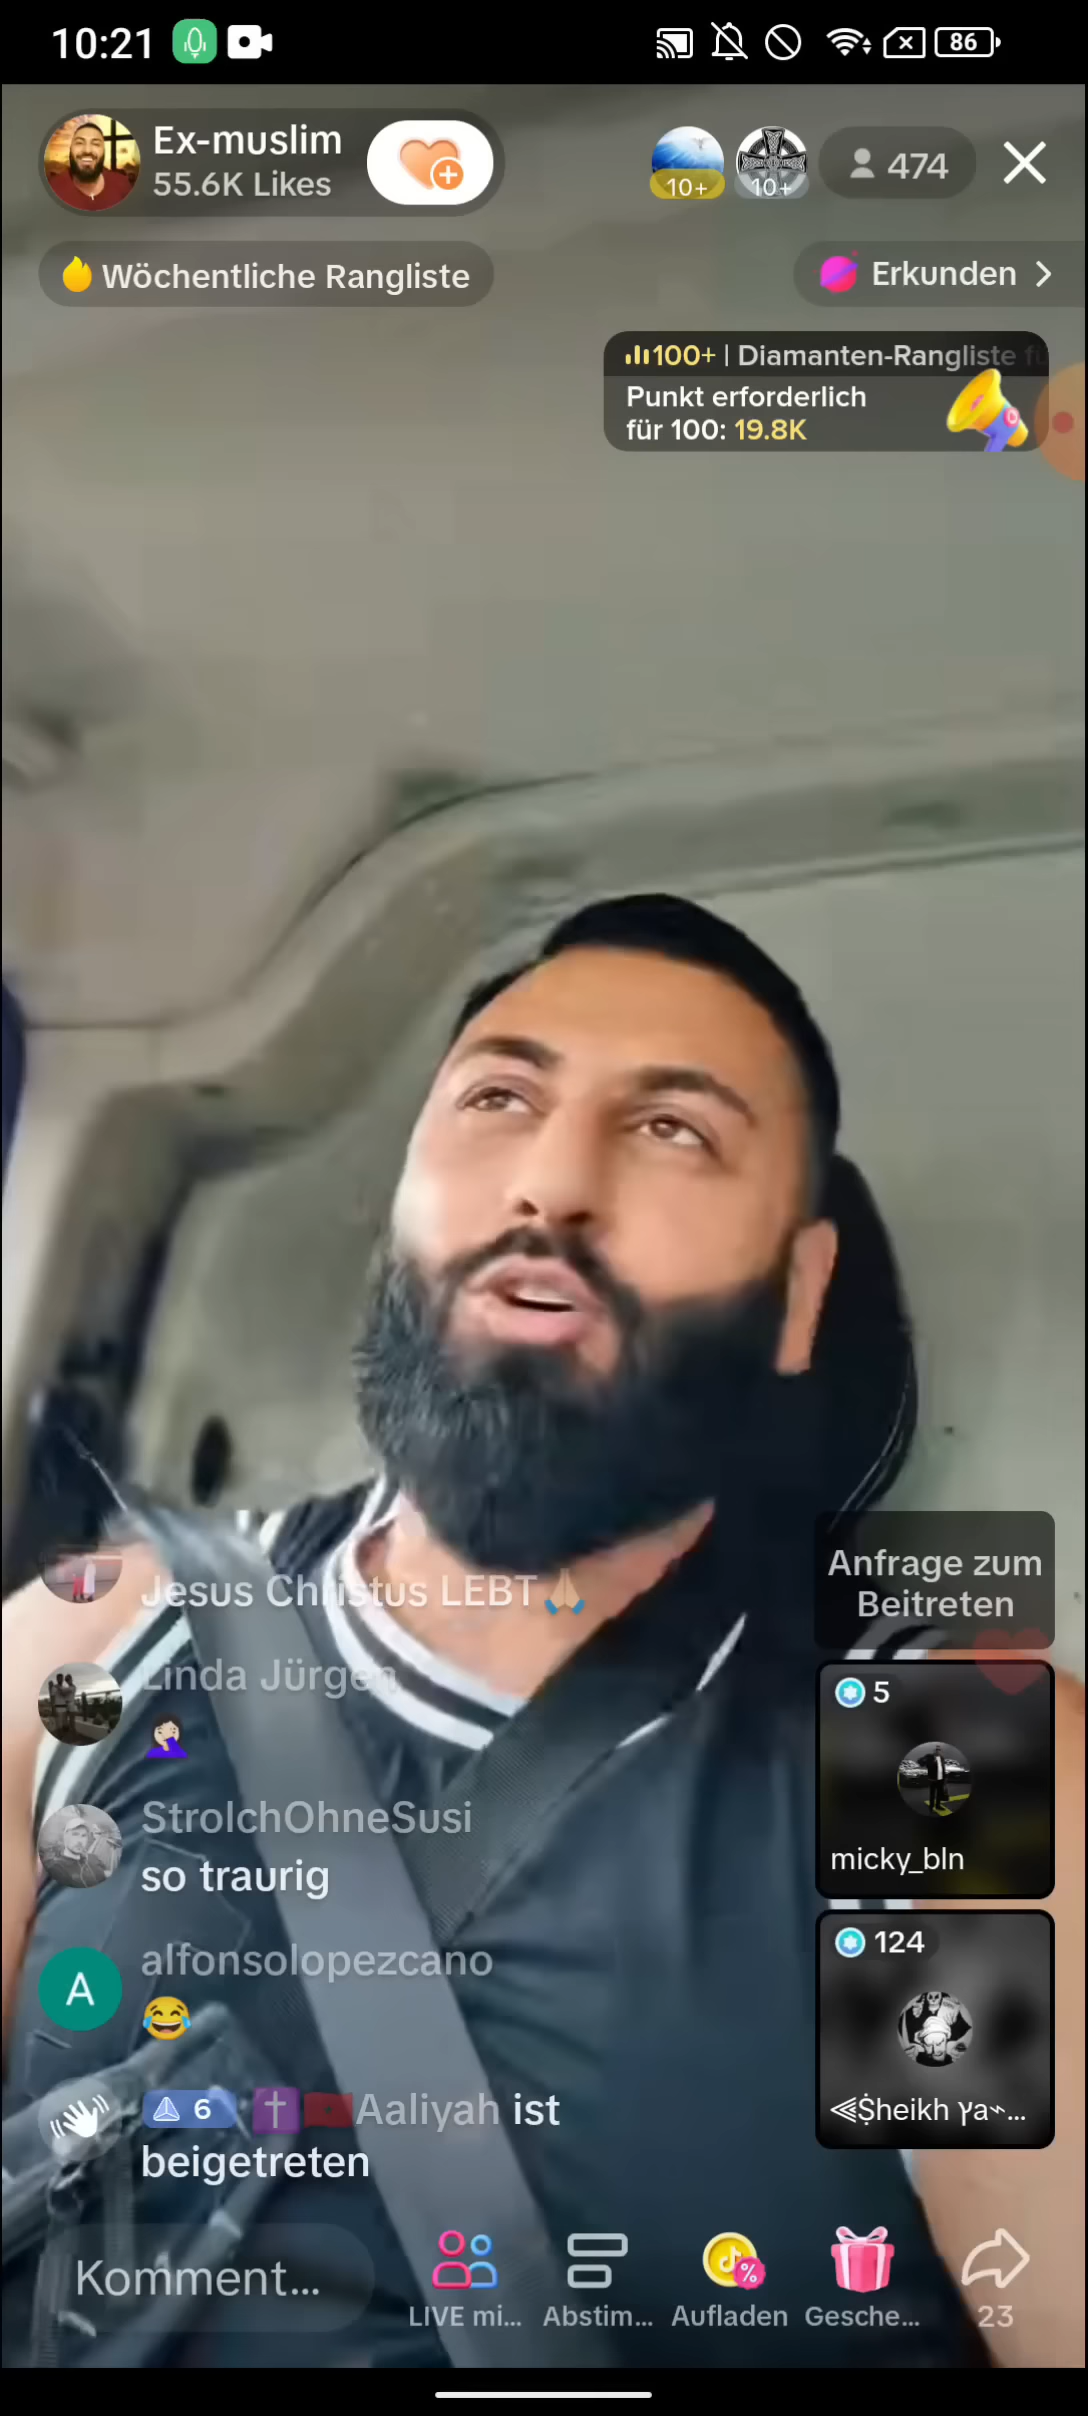 10:21
86
Ex-muslim
55.6K Likes
10+
10+
474
Wöchentliche Rangliste
Erkunden
100+ | Diamanten-Rangliste
Punkt erforderlich
für 100: 19.8K
Anfrage zum
Beitreten
Jesus Christus LEBT🙏
Linda Jürgen
🤦🏻‍♀️
StrolchOhneSusi
so traurig
alfonsolopezcano
😂
A
5
micky_bln
124
6 ✝️ Aaliyah ist
beigetreten
Komment...
LIVE mi...
Abstim...
Aufladen
Gesche...
23